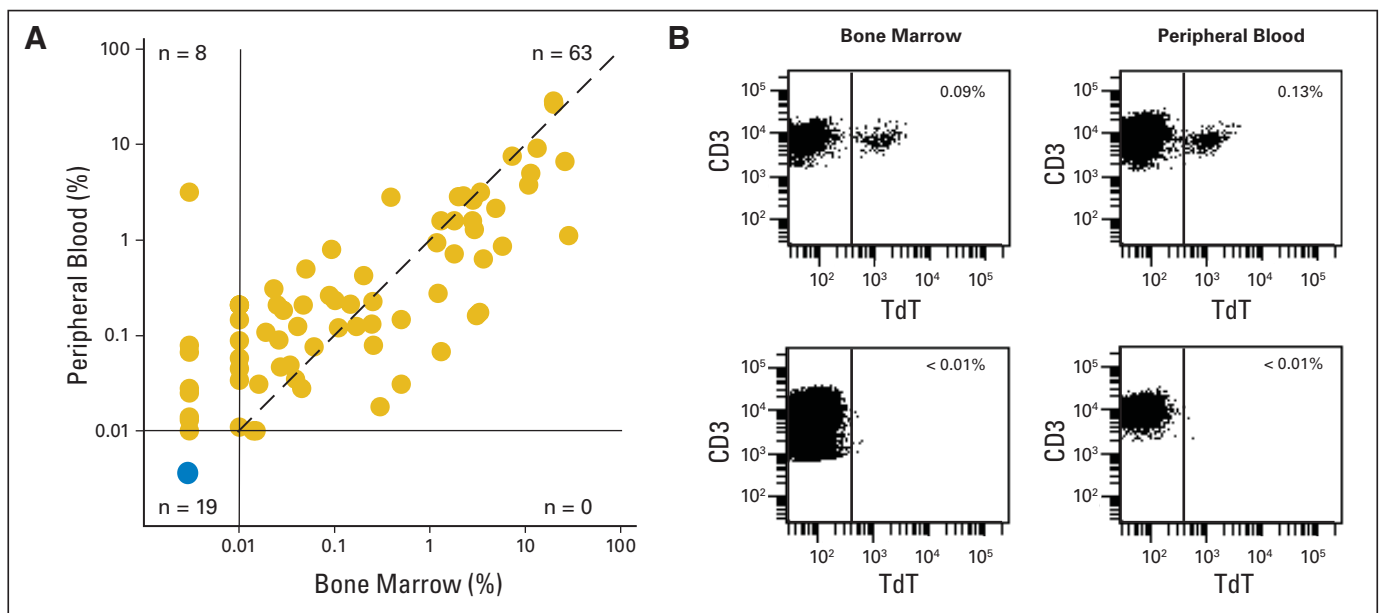 A
n = 8
n = 63
100
10
1
0.1
0.01
Peripheral Blood (%)
n = 19
n = 0
0.01
0.1
1
10
100
Bone Marrow (%)
B
Bone Marrow
Peripheral Blood
0.09%
10⁵
10⁴
10³
10²
CD3
10²
10³
10⁴
10⁵
TdT
0.13%
10⁵
10⁴
10³
10²
CD3
10²
10³
10⁴
10⁵
TdT
< 0.01%
10⁵
10⁴
10³
10²
CD3
10²
10³
10⁴
10⁵
TdT
< 0.01%
10⁵
10⁴
10³
10²
CD3
10²
10³
10⁴
10⁵
TdT